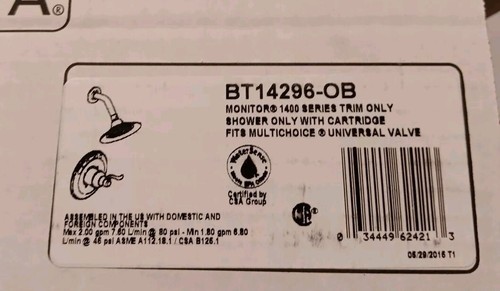 A®
BT14296-OB
MONITOR® 1400 SERIES TRIM ONLY
SHOWER ONLY WITH CARTRIDGE
FITS MULTICHOICE ® UNIVERSAL VALVE
WaterSense
Certified by
CSA Group
ASSEMBLED IN THE US WITH DOMESTIC AND
FOREIGN COMPONENTS
Max 2.00 gpm 7.60 L/min @ 80 psi - Min 1.80 gpm 6.80
L/min @ 45 psi ASME A112.18.1 / CSA B125.1
0 34449 62421 3
05/29/2015 T1